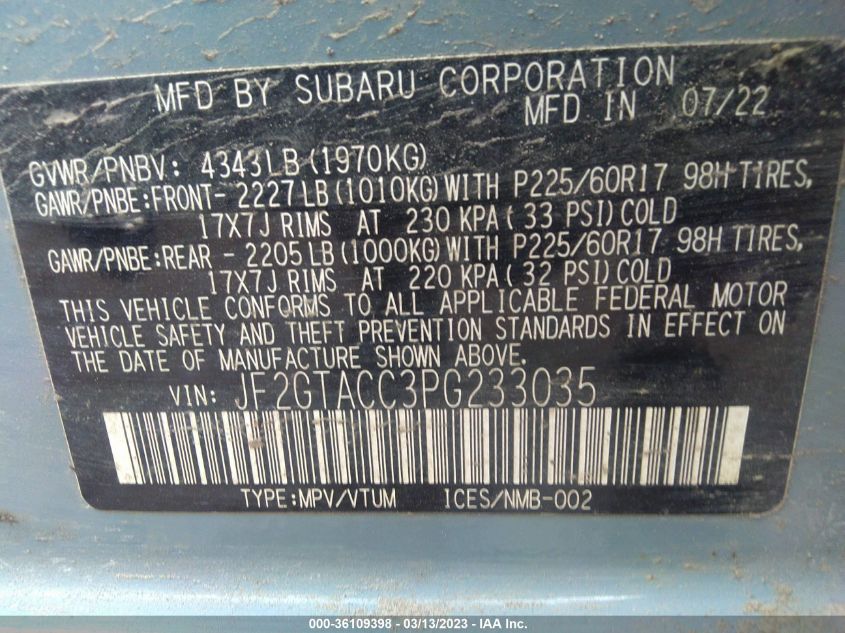 MFD BY SUBARU CORPORATION
MFD IN 07/22
GVWR/PNBV: 4343LB(1970KG)
GAWR/PNBE:FRONT-2227LB(1010KG)WITH P225/60R17 98H TIRES,
17X7J RIMS AT 230 KPA(33 PSI)COLD
GAWR/PNBE:REAR -2205LB(1000KG)WITH P225/60R17 98H TIRES,
17X7J RIMS AT 220 KPA(32 PSI)COLD
THIS VEHICLE CONFORMS TO ALL APPLICABLE FEDERAL MOTOR
VEHICLE SAFETY AND THEFT PREVENTION STANDARDS IN EFFECT ON
THE DATE OF MANUFACTURE SHOWN ABOVE.
VIN: JF2GTACC3PG233035
TYPE:MPV/VTUM ICES/NMB-002
000-36109398 - 03/13/2023 - IAA Inc.